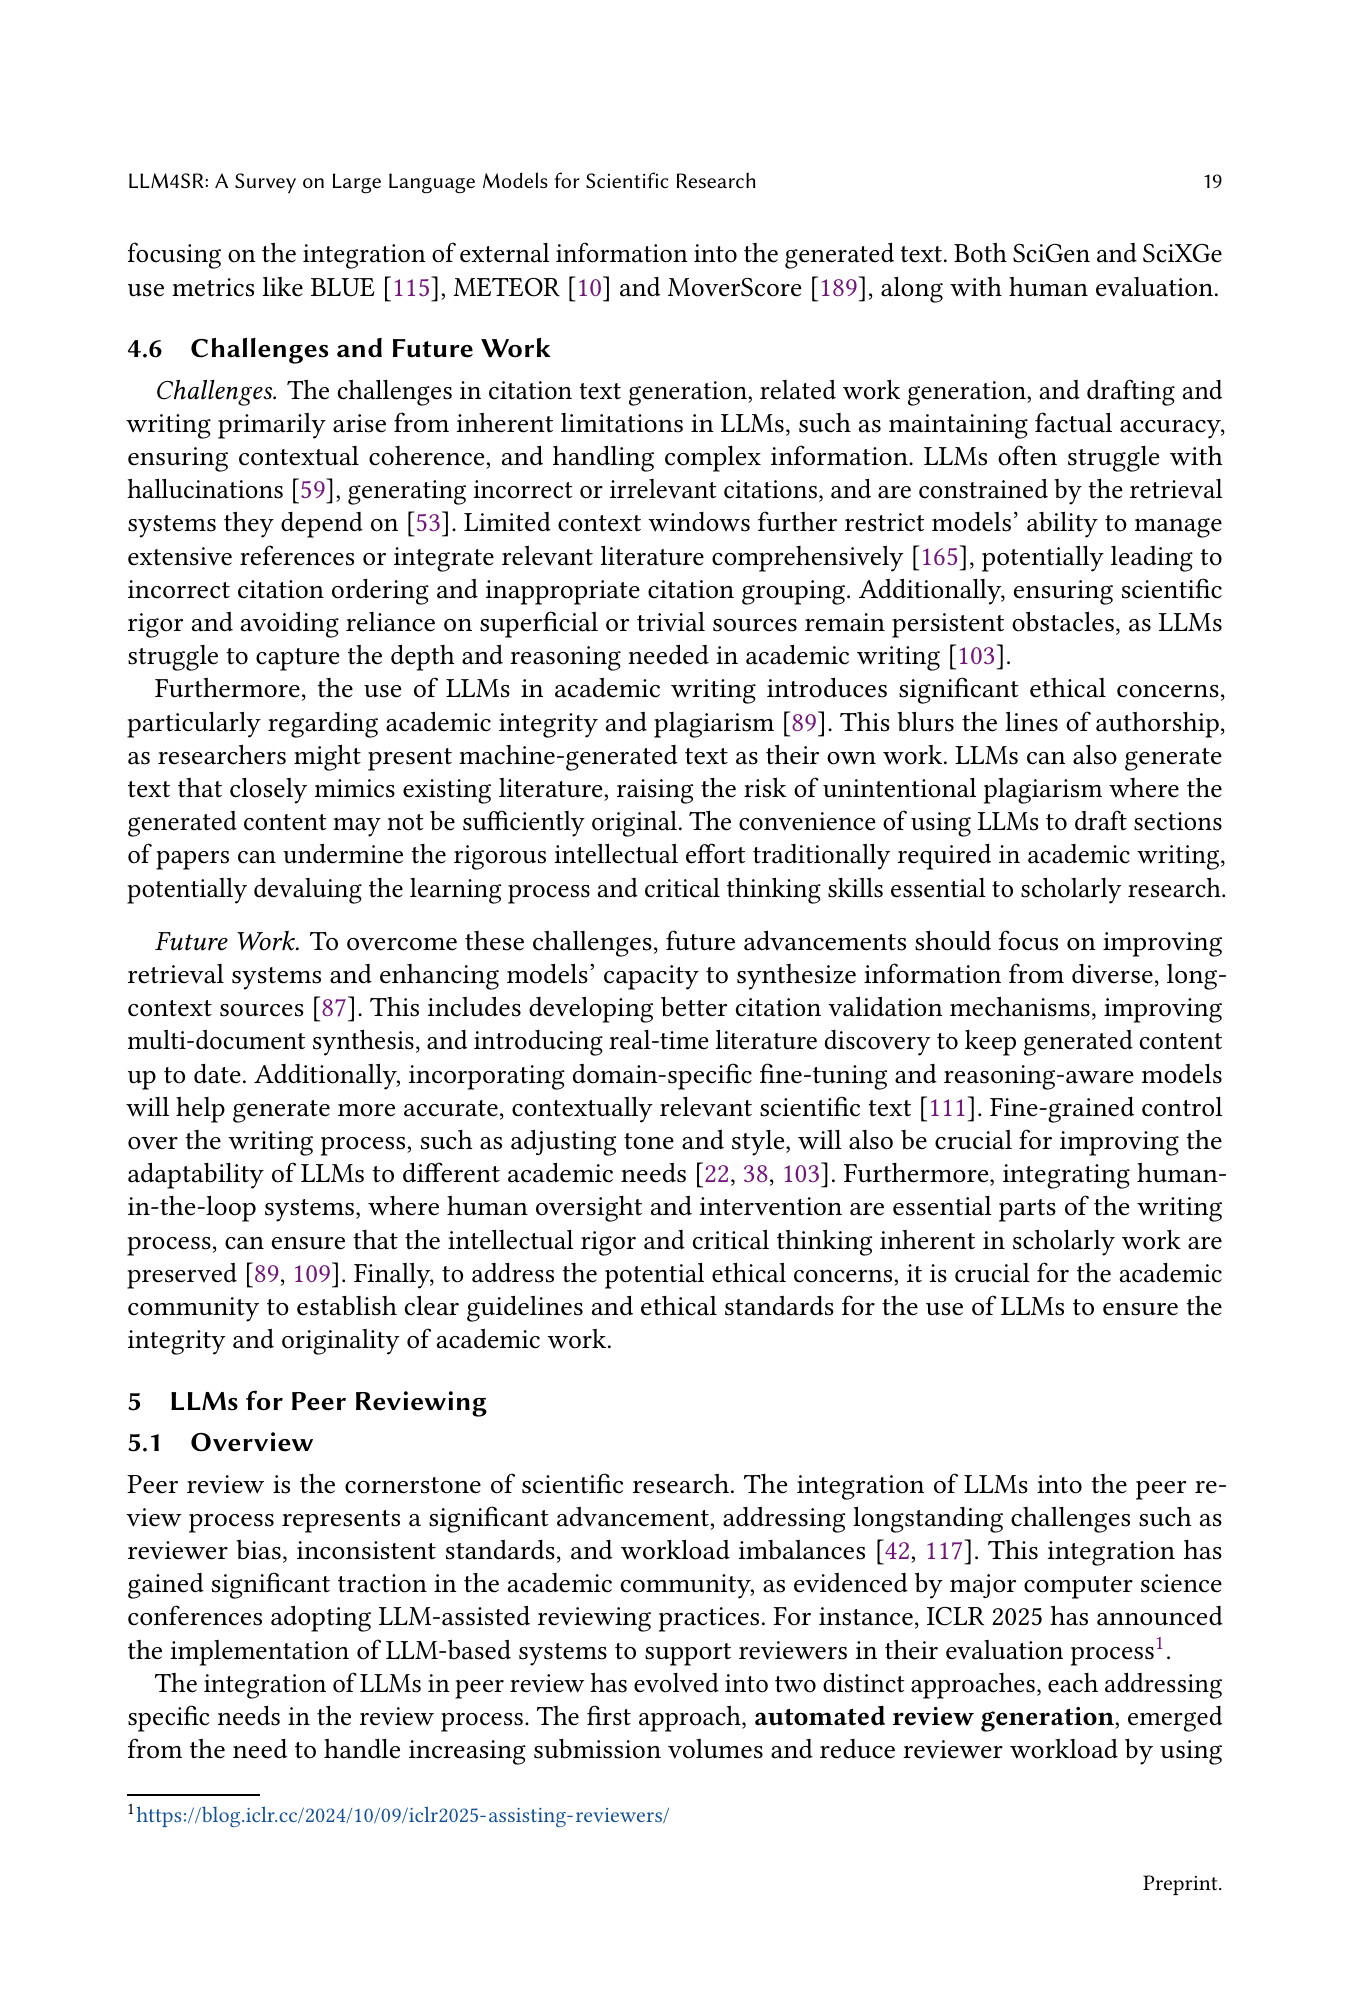 LLM4SR: A Survey on Large Language Models for Scientific Research 19
focusing on the integration of external information into the generated text. Both SciGen and SciXGe
use metrics like BLUE [115], METEOR [10] and MoverScore [189], along with human evaluation.
4.6 Challenges and Future Work
Challenges. The challenges in citation text generation, related work generation, and drafting and
writing primarily arise from inherent limitations in LLMs, such as maintaining factual accuracy,
ensuring contextual coherence, and handling complex information. LLMs often struggle with
hallucinations [59], generating incorrect or irrelevant citations, and are constrained by the retrieval
systems they depend on [53]. Limited context windows further restrict models’ ability to manage
extensive references or integrate relevant literature comprehensively [165], potentially leading to
incorrect citation ordering and inappropriate citation grouping. Additionally, ensuring scientific
rigor and avoiding reliance on superficial or trivial sources remain persistent obstacles, as LLMs
struggle to capture the depth and reasoning needed in academic writing [103].
Furthermore, the use of LLMs in academic writing introduces significant ethical concerns,
particularly regarding academic integrity and plagiarism [89]. This blurs the lines of authorship,
as researchers might present machine-generated text as their own work. LLMs can also generate
text that closely mimics existing literature, raising the risk of unintentional plagiarism where the
generated content may not be sufficiently original. The convenience of using LLMs to draft sections
of papers can undermine the rigorous intellectual effort traditionally required in academic writing,
potentially devaluing the learning process and critical thinking skills essential to scholarly research.
Future Work. To overcome these challenges, future advancements should focus on improving
retrieval systems and enhancing models’ capacity to synthesize information from diverse, long-
context sources [87]. This includes developing better citation validation mechanisms, improving
multi-document synthesis, and introducing real-time literature discovery to keep generated content
up to date. Additionally, incorporating domain-specific fine-tuning and reasoning-aware models
will help generate more accurate, contextually relevant scientific text [111]. Fine-grained control
over the writing process, such as adjusting tone and style, will also be crucial for improving the
adaptability of LLMs to different academic needs [22, 38, 103]. Furthermore, integrating human-
in-the-loop systems, where human oversight and intervention are essential parts of the writing
process, can ensure that the intellectual rigor and critical thinking inherent in scholarly work are
preserved [89, 109]. Finally, to address the potential ethical concerns, it is crucial for the academic
community to establish clear guidelines and ethical standards for the use of LLMs to ensure the
integrity and originality of academic work.
5 LLMs for Peer Reviewing
5.1 Overview
Peer review is the cornerstone of scientific research. The integration of LLMs into the peer re-
view process represents a significant advancement, addressing longstanding challenges such as
reviewer bias, inconsistent standards, and workload imbalances [42, 117]. This integration has
gained significant traction in the academic community, as evidenced by major computer science
conferences adopting LLM-assisted reviewing practices. For instance, ICLR 2025 has announced
the implementation of LLM-based systems to support reviewers in their evaluation process¹.
The integration of LLMs in peer review has evolved into two distinct approaches, each addressing
specific needs in the review process. The first approach, automated review generation, emerged
from the need to handle increasing submission volumes and reduce reviewer workload by using
¹https://blog.iclr.cc/2024/10/09/iclr2025-assisting-reviewers/
Preprint.